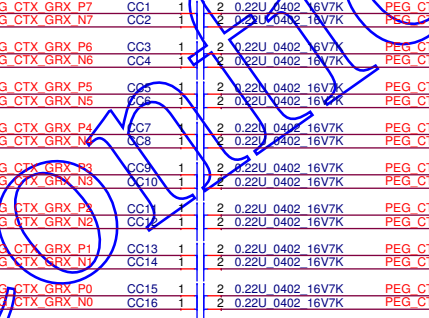 G_CTX_GRX_P7 CC1 1 2 0.22U_0402_16V7K PEG_CT
G_CTX_GRX_N7 CC2 1 2 0.22U_0402_16V7K PEG_CT
G_CTX_GRX_P6 CC3 1 2 0.22U_0402_16V7K PEG_CT
G_CTX_GRX_N6 CC4 1 2 0.22U_0402_16V7K PEG_CT
G_CTX_GRX_P5 CC5 1 2 0.22U_0402_16V7K PEG_CT
G_CTX_GRX_N5 CC6 1 2 0.22U_0402_16V7K PEG_CT
G_CTX_GRX_P4 CC7 1 2 0.22U_0402_16V7K PEG_CT
G_CTX_GRX_N4 CC8 1 2 0.22U_0402_16V7K PEG_CT
G_CTX_GRX_P3 CC9 1 2 0.22U_0402_16V7K PEG_CT
G_CTX_GRX_N3 CC10 1 2 0.22U_0402_16V7K PEG_CT
G_CTX_GRX_P2 CC11 1 2 0.22U_0402_16V7K PEG_CT
G_CTX_GRX_N2 CC12 1 2 0.22U_0402_16V7K PEG_CT
G_CTX_GRX_P1 CC13 1 2 0.22U_0402_16V7K PEG_CT
G_CTX_GRX_N1 CC14 1 2 0.22U_0402_16V7K PEG_CT
G_CTX_GRX_P0 CC15 1 2 0.22U_0402_16V7K PEG_CT
G_CTX_GRX_N0 CC16 1 2 0.22U_0402_16V7K PEG_CT